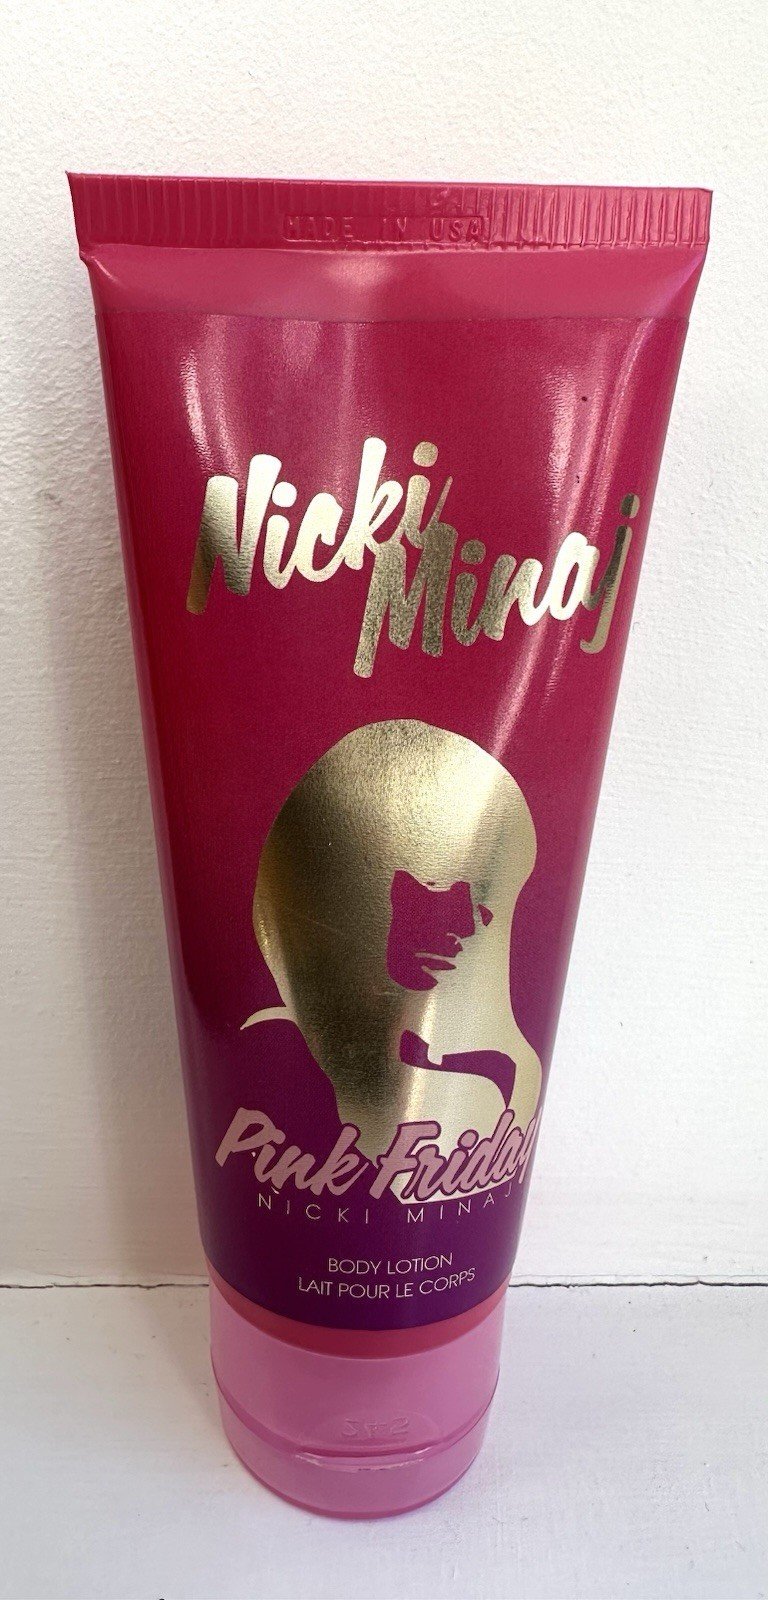 MADE IN USA
Nicki
Minaj
Pink Friday
NICKI MINAJ
BODY LOTION
LAIT POUR LE CORPS